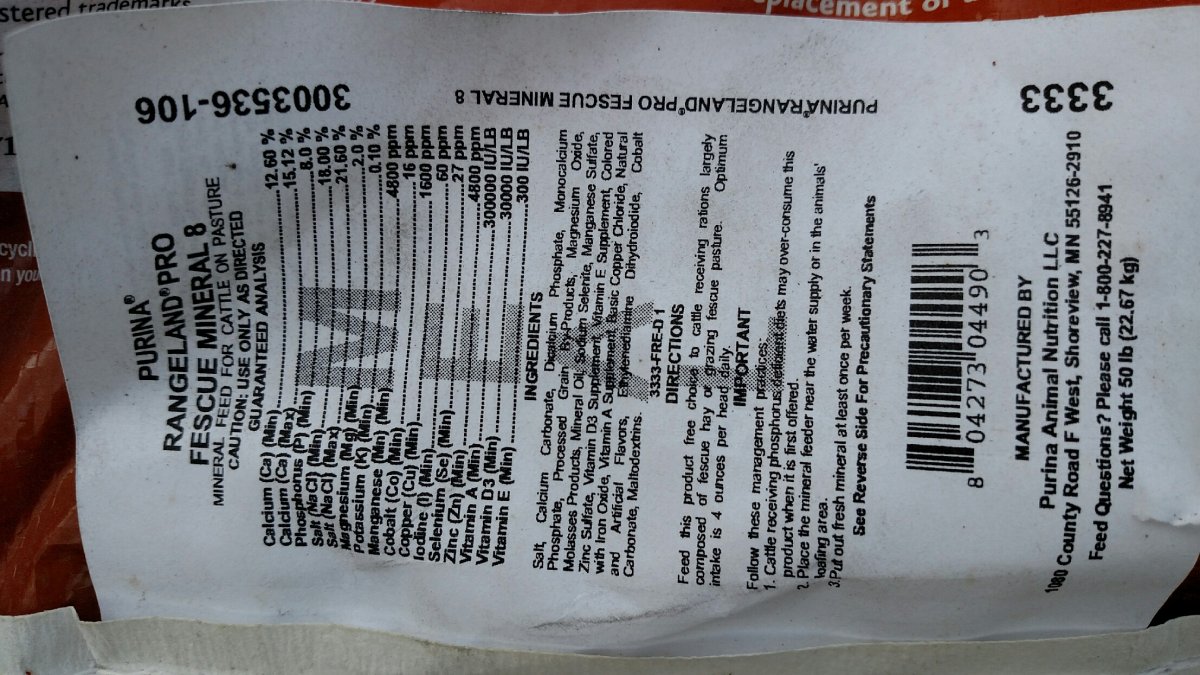 stered trademarks
eplacement or
cycl
n you
3003536-106
PURINA®
RANGELAND® PRO
FESCUE MINERAL 8
MINERAL FEED FOR CATTLE ON PASTURE
CAUTION: USE ONLY AS DIRECTED
GUARANTEED ANALYSIS
Calcium (Ca) (Min)....12.60 %
Calcium (Ca) (Max)....15.12 %
Phosphorus (P) (Min)....8.0 %
Salt (NaCl) (Min)....18.00 %
Salt (NaCl) (Max)....21.60 %
Magnesium (Mg) (Min)....2.0 %
Potassium (K) (Min)....0.10 %
Manganese (Min)....4800 ppm
Cobalt (Co) (Min)....16 ppm
Copper (Cu) (Min)....1600 ppm
Iodine (I) (Min)....60 ppm
Selenium (Se) (Min)....27 ppm
Zinc (Zn) (Min)....4800 ppm
Vitamin A (Min)....300000 IU/LB
Vitamin D3 (Min)....30000 IU/LB
Vitamin E (Min)....300 IU/LB
INGREDIENTS
Salt, Calcium Carbonate, Dicalcium Phosphate, Monocalcium
Phosphate, Processed Grain By-Products, Magnesium Oxide,
Molasses Products, Mineral Oil, Sodium Selenite, Manganese Sulfate,
Zinc Sulfate, Vitamin D3 Supplement, Vitamin E Supplement, Colored
with Iron Oxide, Vitamin A Supplement, Basic Copper Chloride, Natural
and Artificial Flavors, Ethylenediamine Dihydroiodide, Cobalt
Carbonate, Maltodextrins.
3333-FRE-D 1
DIRECTIONS
Feed this product free choice to cattle receiving rations largely
composed of fescue hay or grazing fescue pasture. Optimum
intake is 4 ounces per head daily.
IMPORTANT
Follow these management practices:
1. Cattle receiving phosphorus deficient diets may over-consume this
product when it is first offered.
2. Place the mineral feeder near the water supply or in the animals'
loafing area.
3.Put out fresh mineral at least once per week.
See Reverse Side For Precautionary Statements
8 04273 04490 3
MANUFACTURED BY
Purina Animal Nutrition LLC
1080 County Road F West, Shoreview, MN 55126-2910
Feed Questions? Please call 1-800-227-8941
Net Weight 50 lb (22.67 kg)
PURINA® RANGELAND® PRO FESCUE MINERAL 8
3333